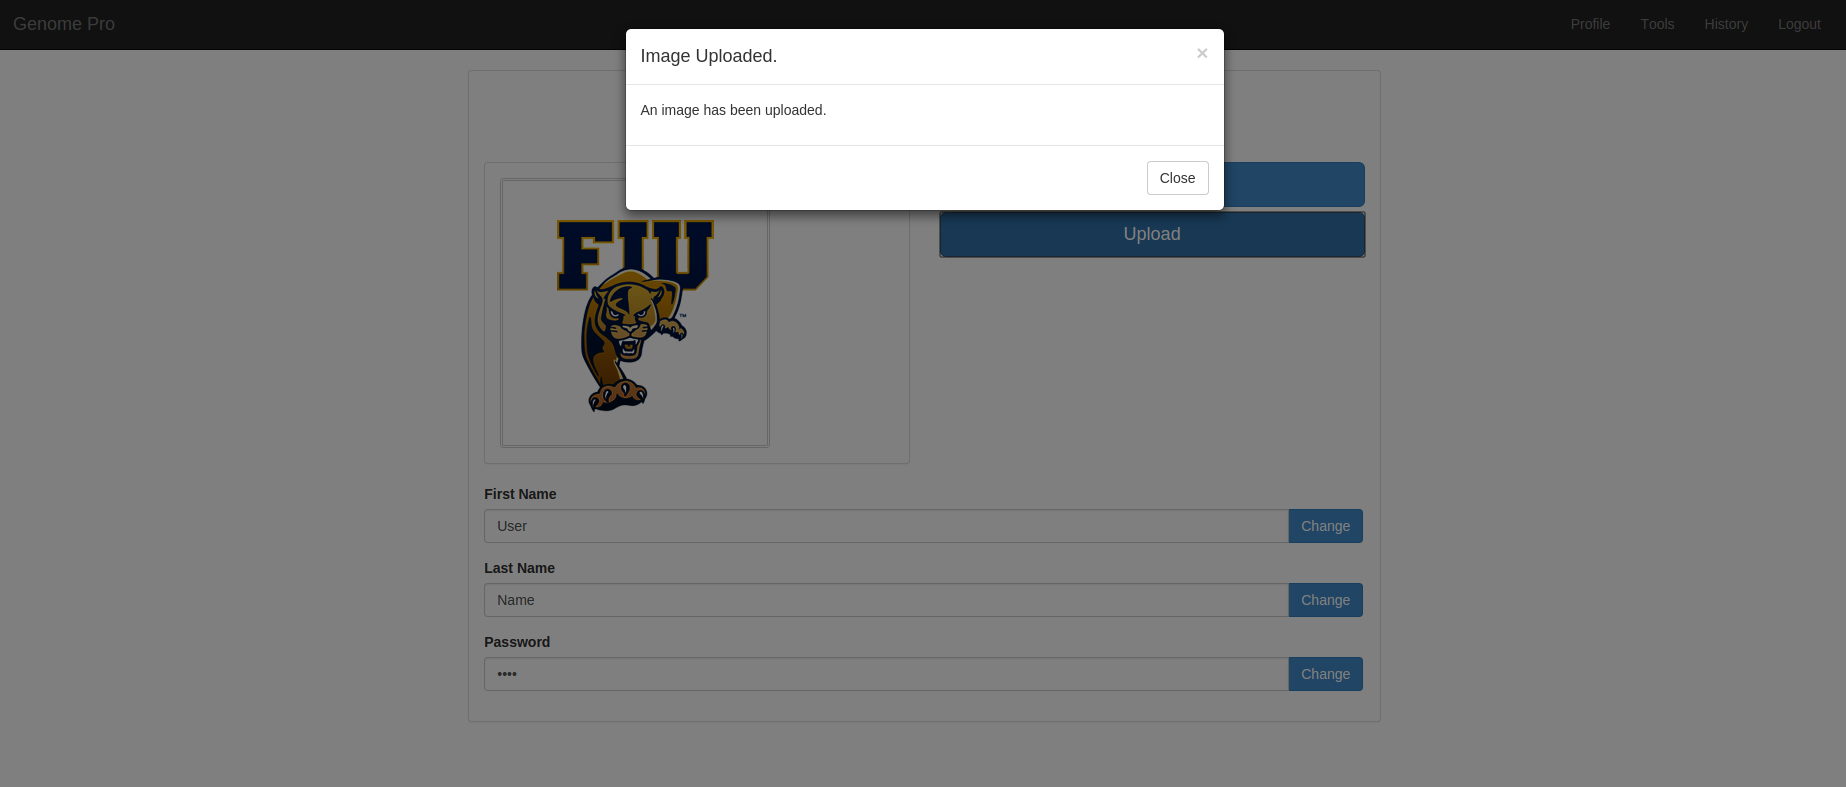 Genome Pro
Profile Tools History Logout
Image Uploaded.
×
An image has been uploaded.
Close
Upload
FIU
™
First Name
User
Change
Last Name
Name
Change
Password
••••
Change